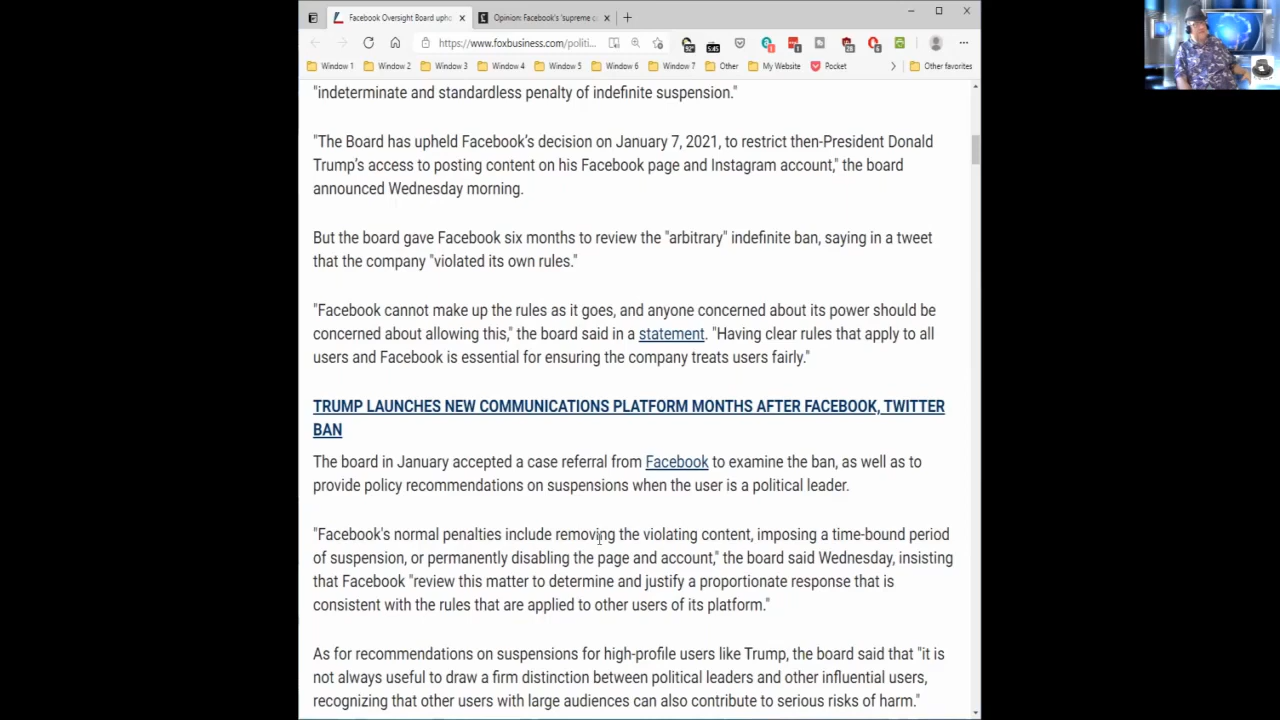 Facebook Oversight Board upho
Opinion: Facebook's 'supreme c
https://www.foxbusiness.com/politi...
Window 1 Window 2 Window 3 Window 4 Window 5 Window 6 Window 7 Other My Website Pocket Other favorites
"indeterminate and standardless penalty of indefinite suspension."
"The Board has upheld Facebook's decision on January 7, 2021, to restrict then-President Donald
Trump's access to posting content on his Facebook page and Instagram account," the board
announced Wednesday morning.
But the board gave Facebook six months to review the "arbitrary" indefinite ban, saying in a tweet
that the company "violated its own rules."
"Facebook cannot make up the rules as it goes, and anyone concerned about its power should be
concerned about allowing this," the board said in a statement. "Having clear rules that apply to all
users and Facebook is essential for ensuring the company treats users fairly."
TRUMP LAUNCHES NEW COMMUNICATIONS PLATFORM MONTHS AFTER FACEBOOK, TWITTER
BAN
The board in January accepted a case referral from Facebook to examine the ban, as well as to
provide policy recommendations on suspensions when the user is a political leader.
"Facebook's normal penalties include removing the violating content, imposing a time-bound period
of suspension, or permanently disabling the page and account," the board said Wednesday, insisting
that Facebook "review this matter to determine and justify a proportionate response that is
consistent with the rules that are applied to other users of its platform."
As for recommendations on suspensions for high-profile users like Trump, the board said that "it is
not always useful to draw a firm distinction between political leaders and other influential users,
recognizing that other users with large audiences can also contribute to serious risks of harm."